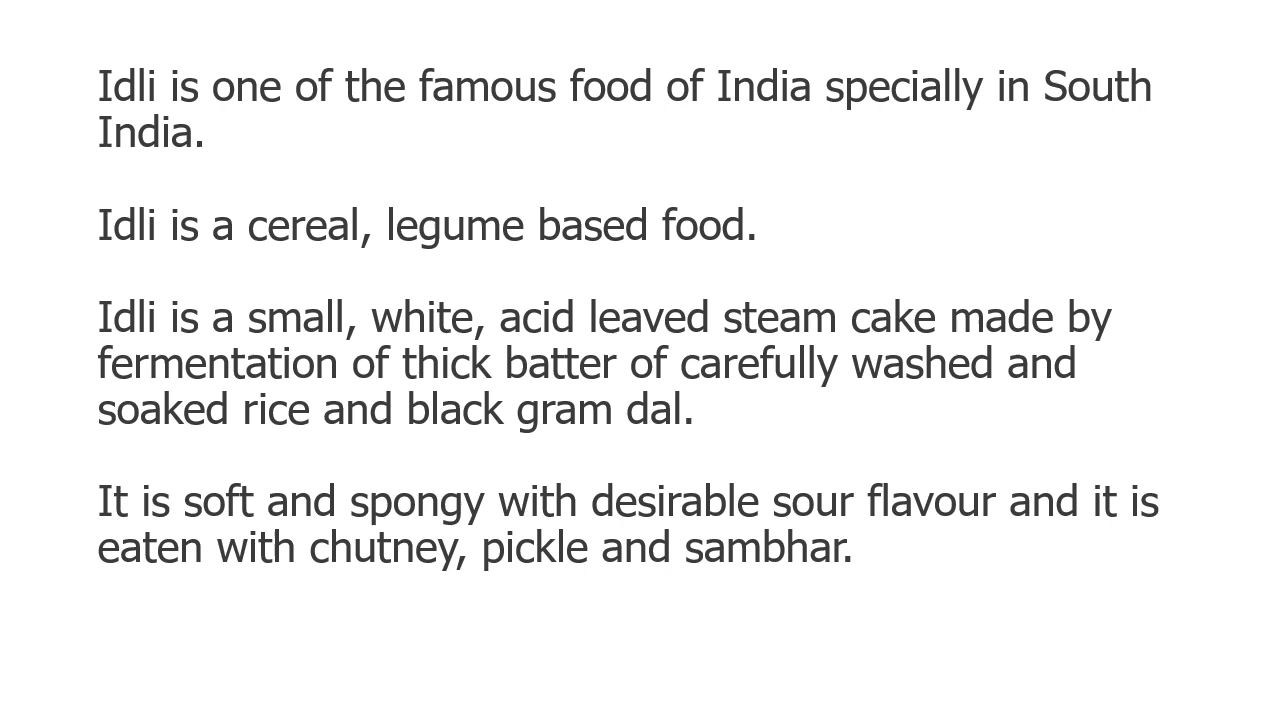 Idli is one of the famous food of India specially in South
India.
Idli is a cereal, legume based food.
Idli is a small, white, acid leaved steam cake made by
fermentation of thick batter of carefully washed and
soaked rice and black gram dal.
It is soft and spongy with desirable sour flavour and it is
eaten with chutney, pickle and sambhar.